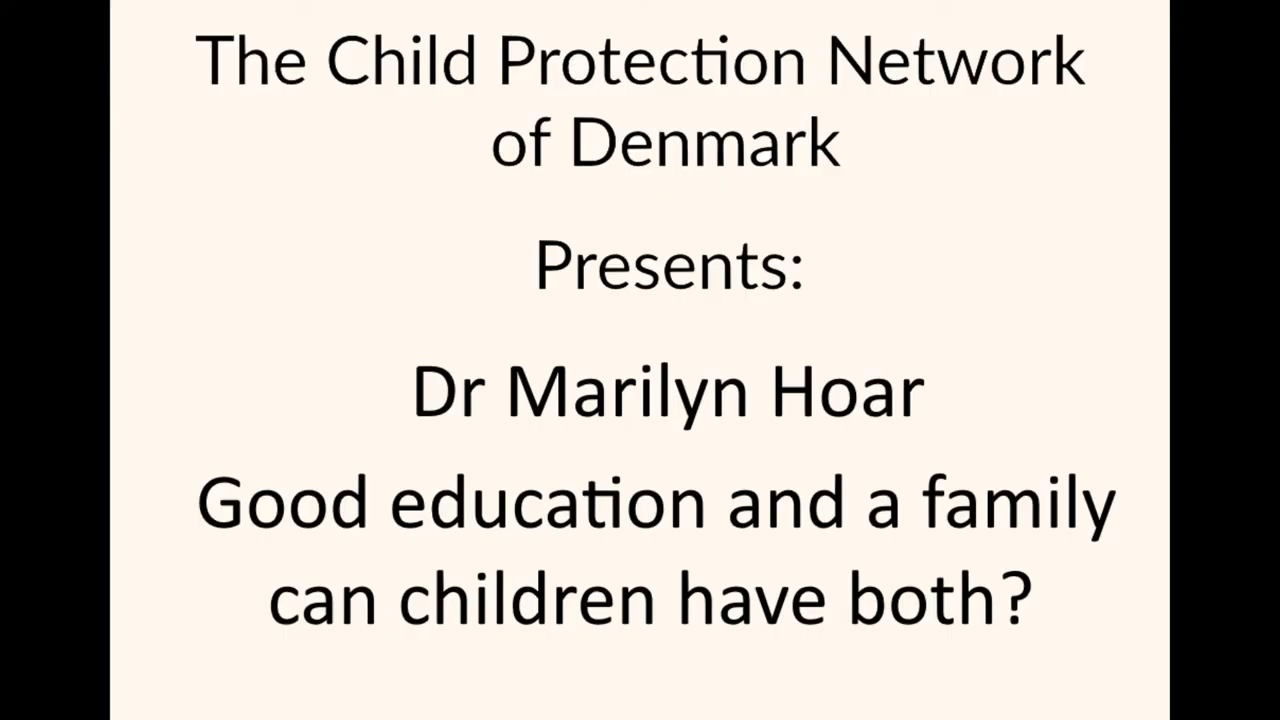 The Child Protection Network
of Denmark
Presents:
Dr Marilyn Hoar
Good education and a family
can children have both?